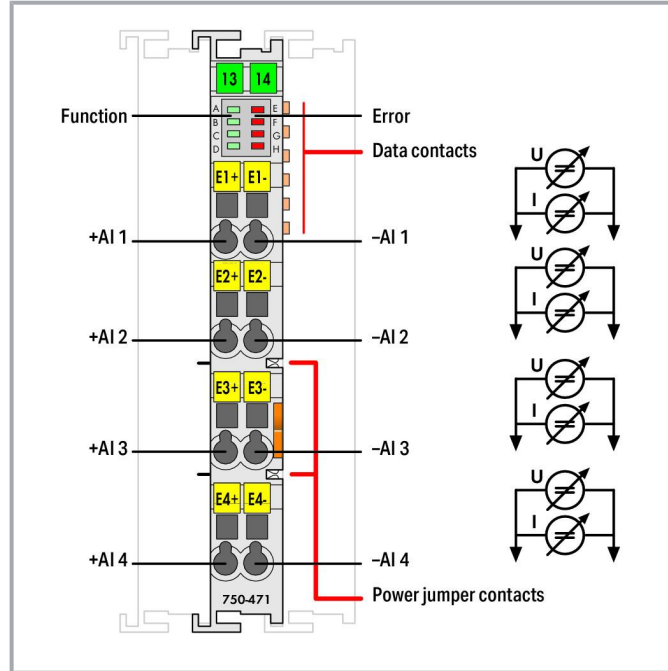 13 14
Function A E Error
B F
C G
D H
Data contacts
E1+ E1-
+AI 1 –AI 1
E2+ E2-
+AI 2 –AI 2
E3+ E3-
+AI 3 –AI 3
E4+ E4-
+AI 4 –AI 4
750-471
Power jumper contacts
U
I
U
I
U
I
U
I